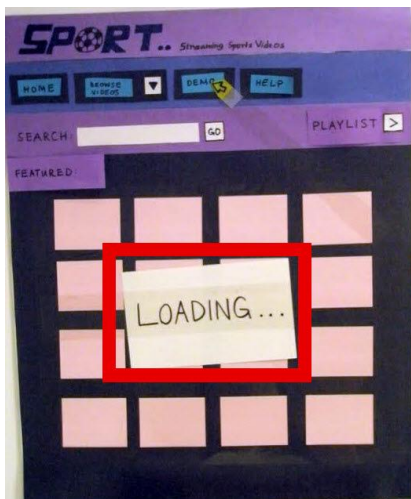 SPORT..
Streaming Sports Videos
HOME
BROWSE
VIDEOS
DEMO
HELP
SEARCH:
GO
PLAYLIST >
FEATURED:
LOADING...